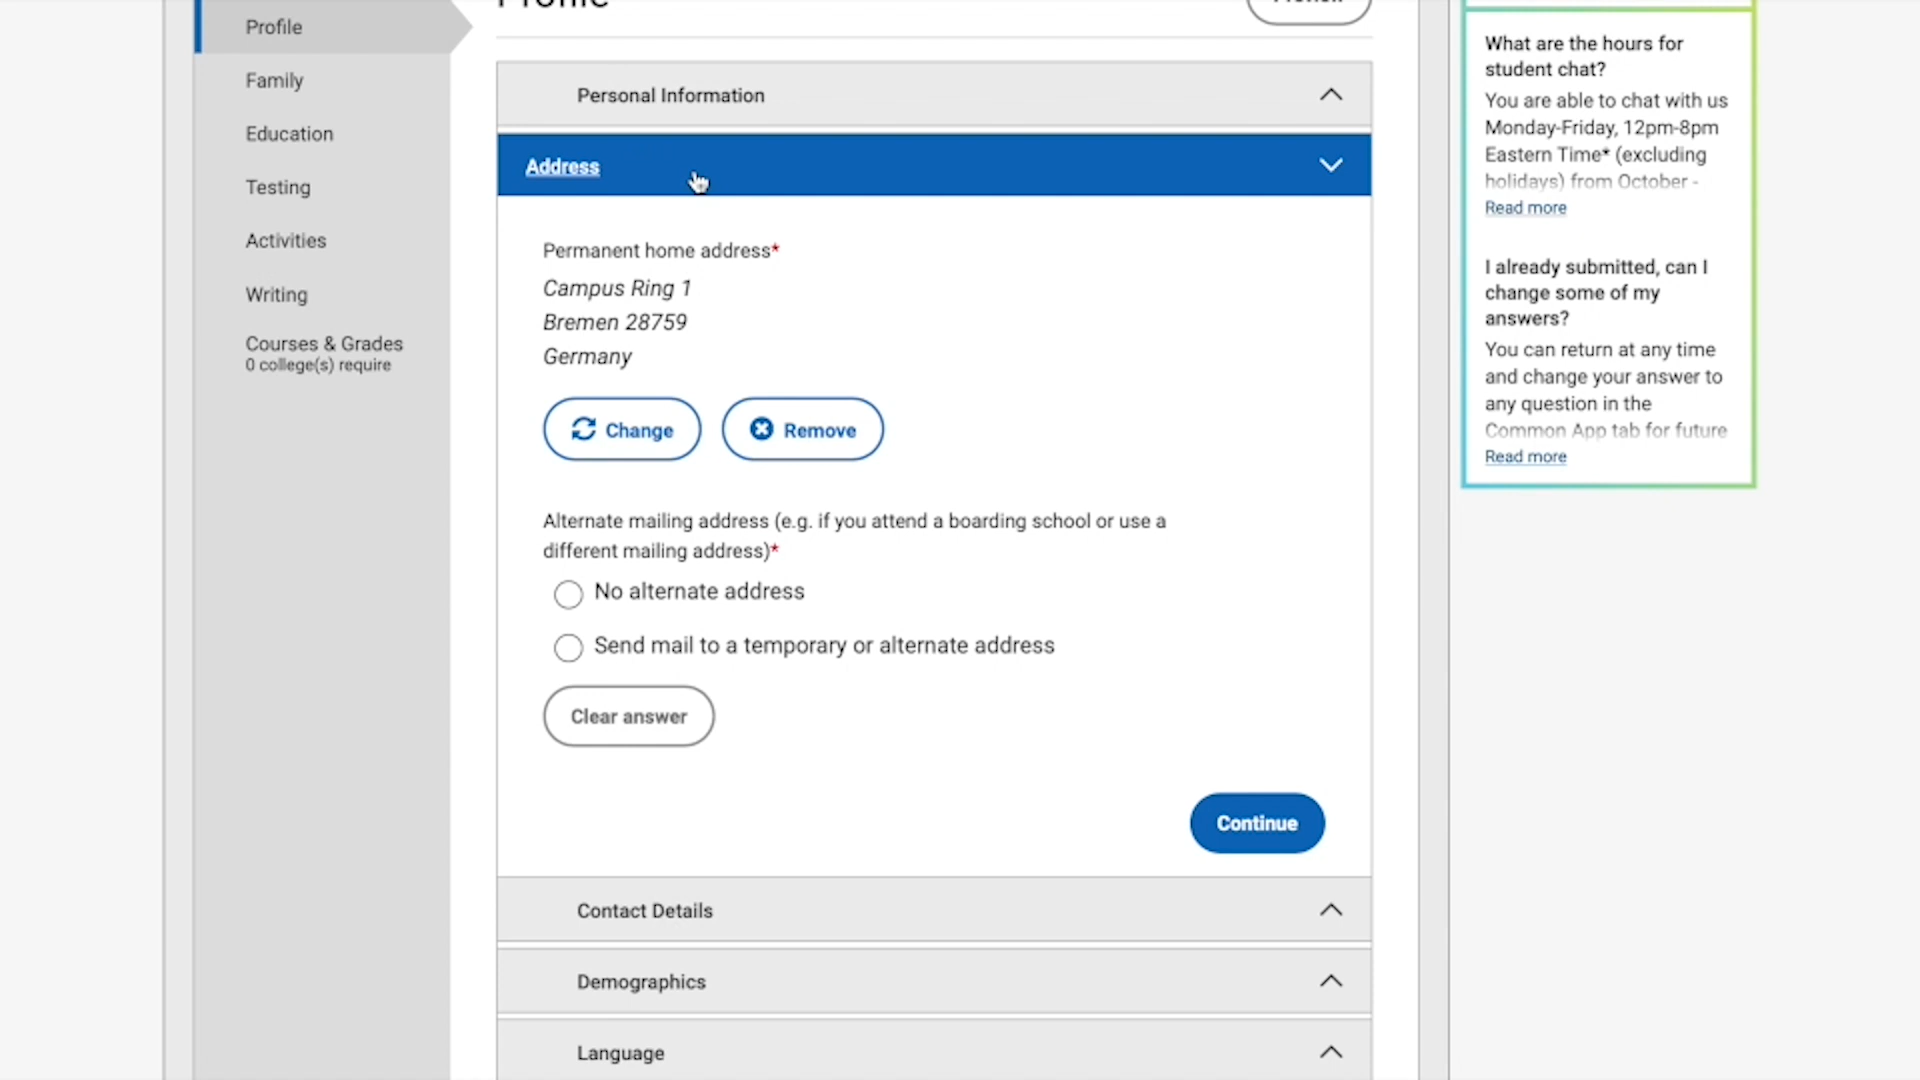 Profile
Family
Education
Testing
Activities
Writing
Courses & Grades
0 college(s) require
Profile
Preview
Personal Information
Address
Permanent home address*
Campus Ring 1
Bremen 28759
Germany
Change
Remove
Alternate mailing address (e.g. if you attend a boarding school or use a
different mailing address)*
No alternate address
Send mail to a temporary or alternate address
Clear answer
Continue
Contact Details
Demographics
Language
What are the hours for
student chat?
You are able to chat with us
Monday-Friday, 12pm-8pm
Eastern Time* (excluding
holidays) from October -
Read more
I already submitted, can I
change some of my
answers?
You can return at any time
and change your answer to
any question in the
Common App tab for future
Read more